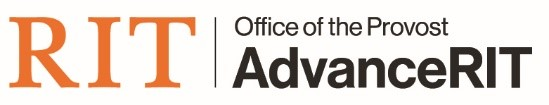 RIT
Office of the Provost
AdvanceRIT